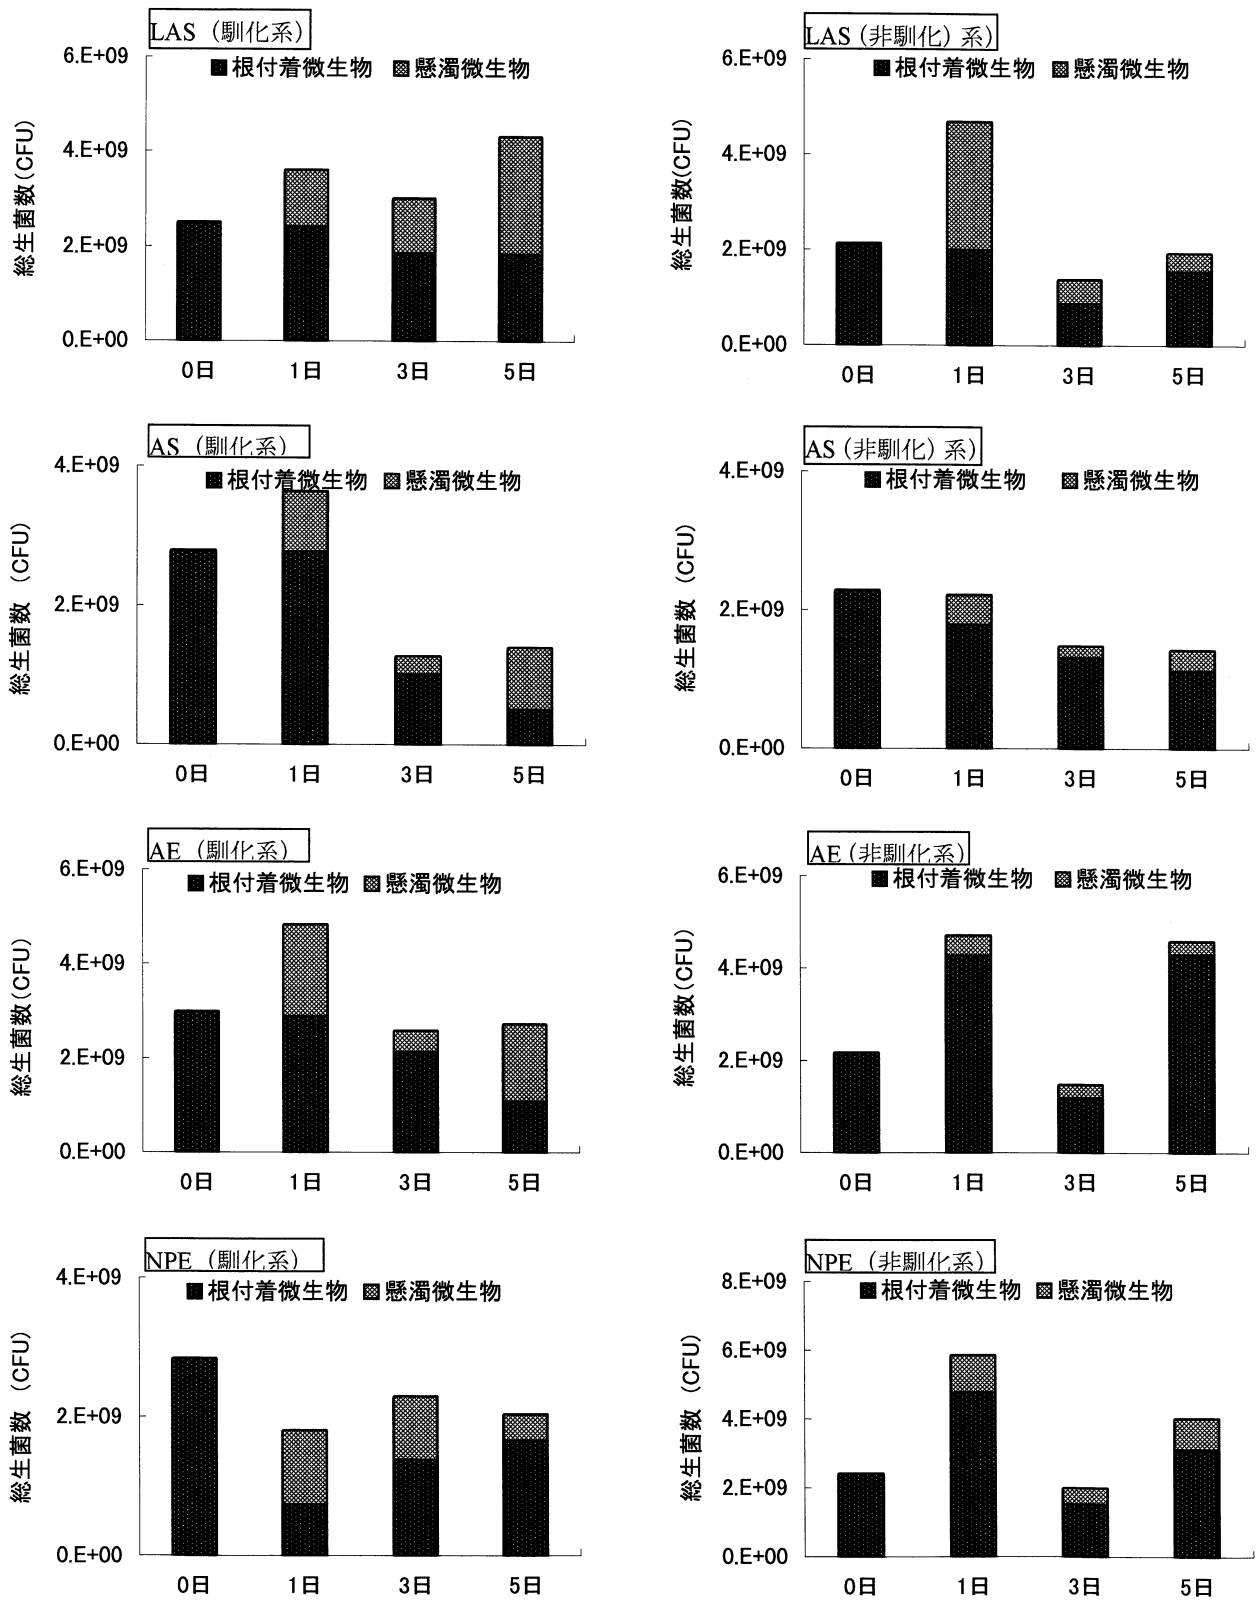 LAS（馴化系）
6.E+09
■根付着微生物 ▩懸濁微生物
4.E+09
2.E+09
0.E+00
総生菌数(CFU)
0日 1日 3日 5日
LAS（非馴化）系）
6.E+09
■根付着微生物 ▩懸濁微生物
4.E+09
2.E+09
0.E+00
総生菌数(CFU)
0日 1日 3日 5日
AS（馴化系）
4.E+09
■根付着微生物 ▩懸濁微生物
2.E+09
0.E+00
総生菌数（CFU）
0日 1日 3日 5日
AS（非馴化）系）
4.E+09
■根付着微生物 ▩懸濁微生物
2.E+09
0.E+00
総生菌数（CFU）
0日 1日 3日 5日
AE（馴化系）
6.E+09
■根付着微生物 ▩懸濁微生物
4.E+09
2.E+09
0.E+00
総生菌数(CFU)
0日 1日 3日 5日
AE（非馴化系）
6.E+09
■根付着微生物 ▩懸濁微生物
4.E+09
2.E+09
0.E+00
総生菌数(CFU)
0日 1日 3日 5日
NPE（馴化系）
4.E+09
■根付着微生物 ▩懸濁微生物
2.E+09
0.E+00
総生菌数（CFU）
0日 1日 3日 5日
NPE（非馴化系）
8.E+09
■根付着微生物 ▩懸濁微生物
6.E+09
4.E+09
2.E+09
0.E+00
総生菌数（CFU）
0日 1日 3日 5日